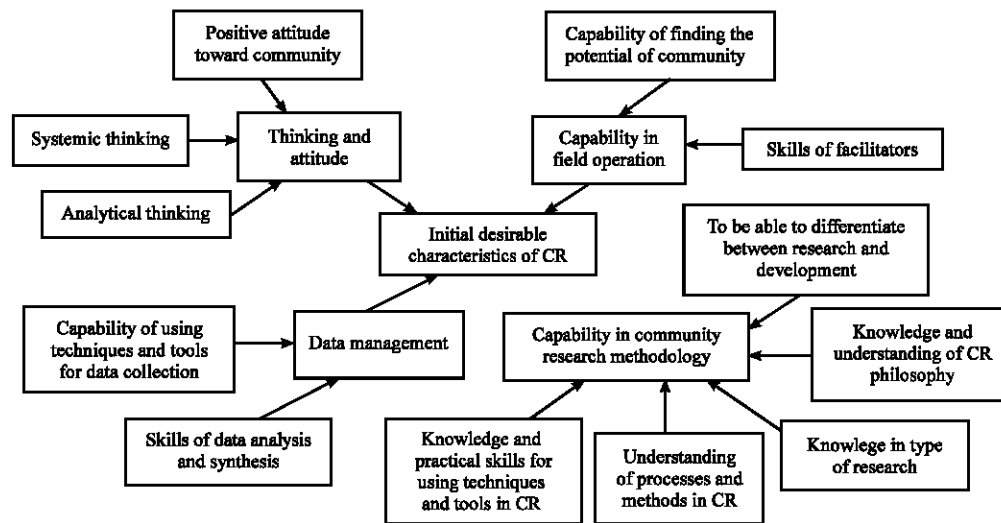 Positive attitude
toward community
Capability of finding the
potential of community
Systemic thinking
Thinking and
attitude
Capability in
field operation
Skills of facilitators
Analytical thinking
Initial desirable
characteristics of CR
To be able to differentiate
between research and
development
Capability of using
techniques and tools
for data collection
Data management
Capability in community
research methodology
Knowledge and
understanding of CR
philosophy
Skills of data analysis
and synthesis
Knowledge and
practical skills for
using techniques
and tools in CR
Understanding
of processes and
methods in CR
Knowlege in type
of research